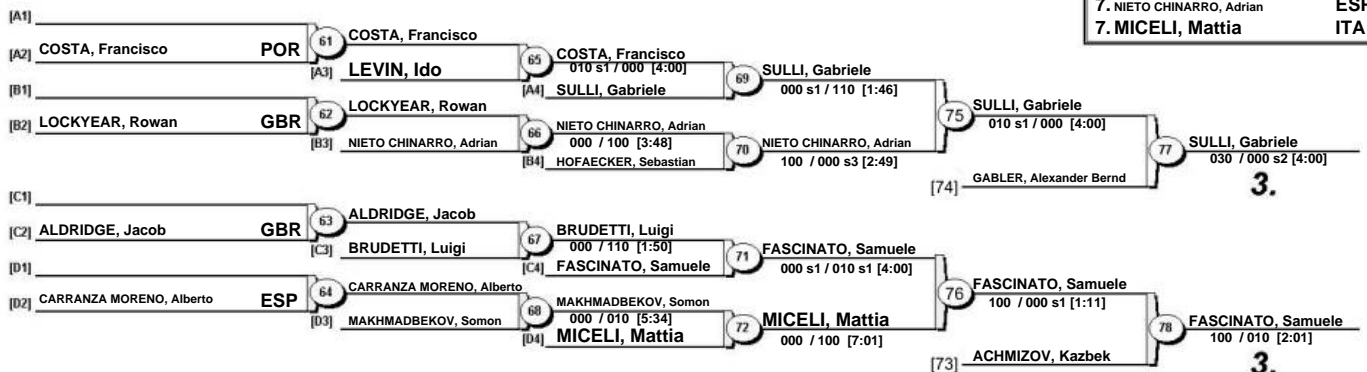 7. NIETO CHINARRO, Adrian ESP
7. MICELI, Mattia ITA
[A1]
[A2] COSTA, Francisco POR
61
COSTA, Francisco
[A3] LEVIN, Ido
65
COSTA, Francisco
010 s1 / 000 [4:00]
[A4] SULLI, Gabriele
69
SULLI, Gabriele
000 s1 / 110 [1:46]
[B1]
[B2] LOCKYEAR, Rowan GBR
62
LOCKYEAR, Rowan
[B3] NIETO CHINARRO, Adrian
66
NIETO CHINARRO, Adrian
000 / 100 [3:48]
[B4] HOFAECKER, Sebastian
70
NIETO CHINARRO, Adrian
100 / 000 s3 [2:49]
75
SULLI, Gabriele
010 s1 / 000 [4:00]
[74] GABLER, Alexander Bernd
77
SULLI, Gabriele
030 / 000 s2 [4:00]
3.
[C1]
[C2] ALDRIDGE, Jacob GBR
63
ALDRIDGE, Jacob
[C3] BRUDETTI, Luigi
67
BRUDETTI, Luigi
000 / 110 [1:50]
[C4] FASCINATO, Samuele
71
FASCINATO, Samuele
000 s1 / 010 s1 [4:00]
[D1]
[D2] CARRANZA MORENO, Alberto ESP
64
CARRANZA MORENO, Alberto
[D3] MAKHMADBEKOV, Somon
68
MAKHMADBEKOV, Somon
000 / 010 [5:34]
[D4] MICELI, Mattia
72
MICELI, Mattia
000 / 100 [7:01]
76
FASCINATO, Samuele
100 / 000 s1 [1:11]
[73] ACHMIZOV, Kazbek
78
FASCINATO, Samuele
100 / 010 [2:01]
3.